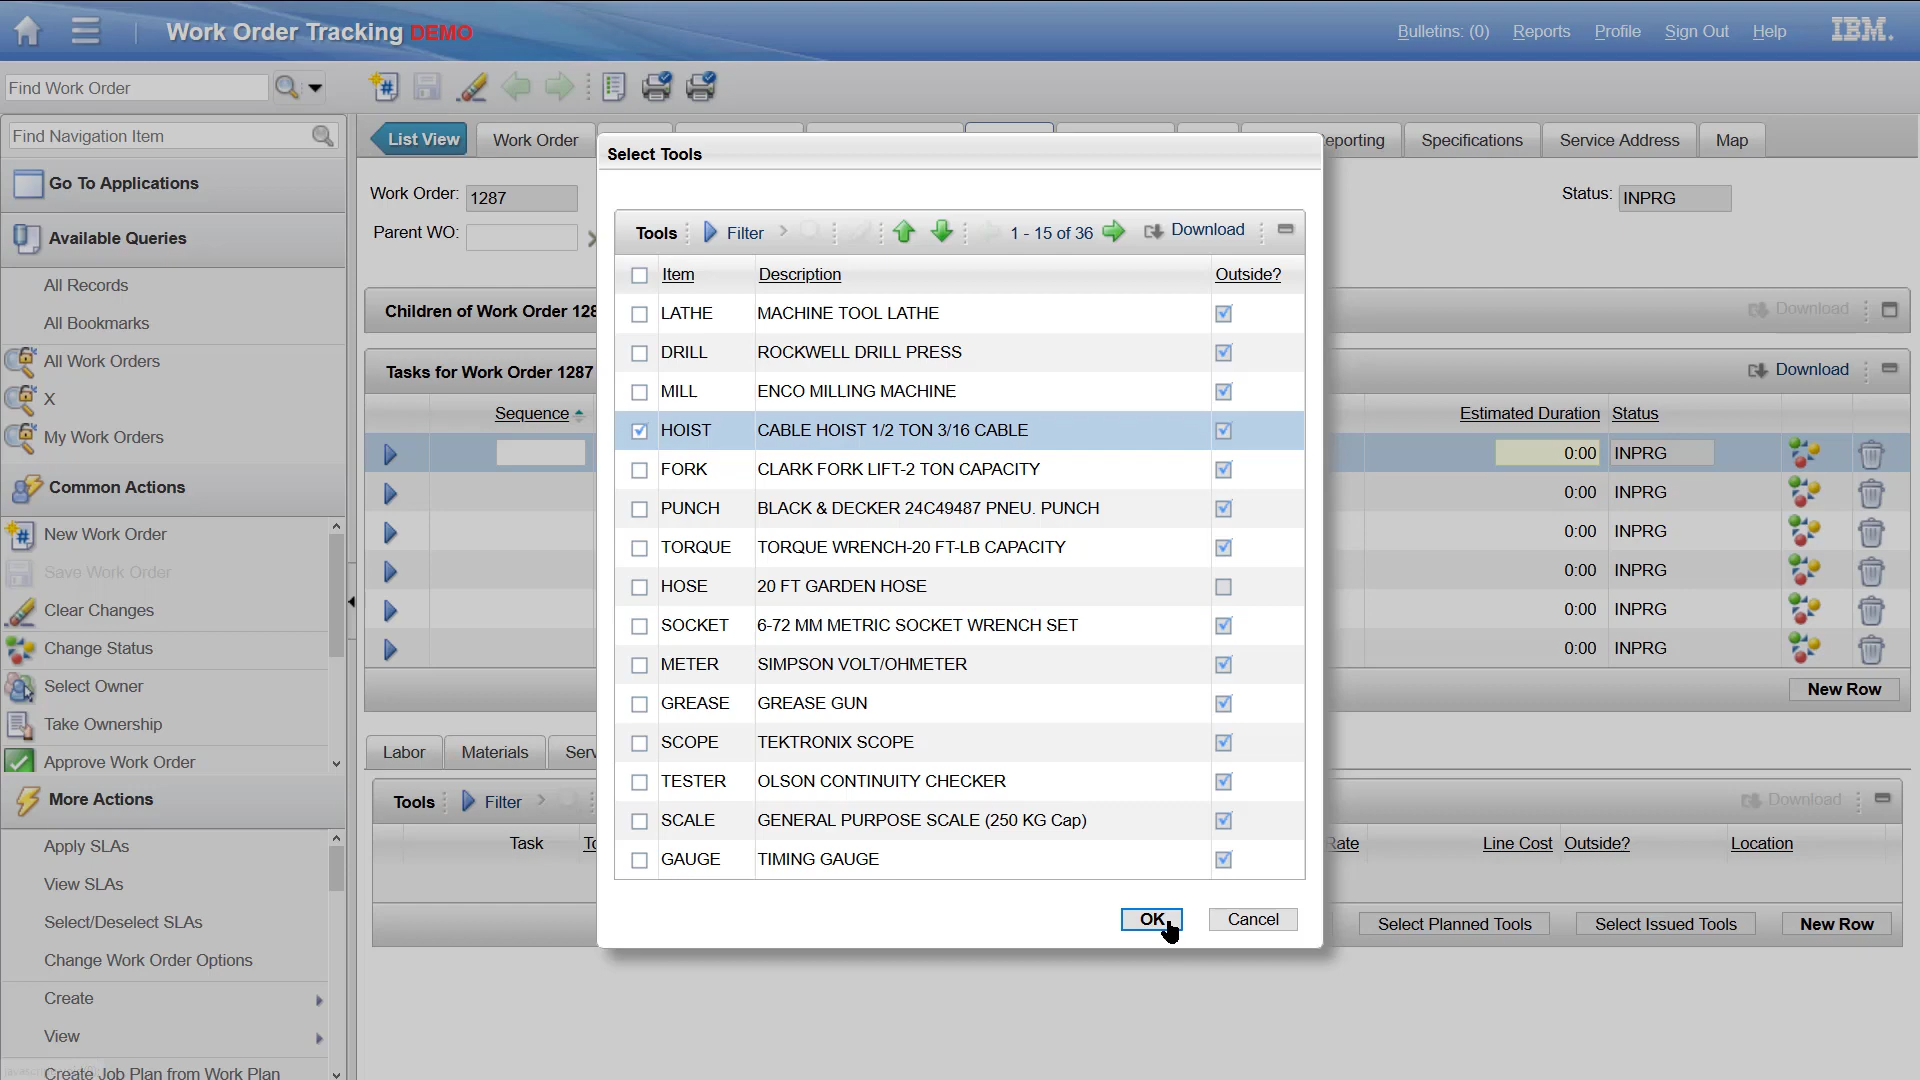 Work Order Tracking DEMO
Bulletins: (0) Reports Profile Sign Out Help IBM.
Find Work Order
Find Navigation Item
Go To Applications
Available Queries
All Records
All Bookmarks
All Work Orders
X
My Work Orders
Common Actions
New Work Order
Save Work Order
Clear Changes
Change Status
Select Owner
Take Ownership
Approve Work Order
More Actions
Apply SLAs
View SLAs
Select/Deselect SLAs
Change Work Order Options
Create
View
Create Job Plan from Work Plan
List View Work Order eporting Specifications Service Address Map
Work Order: 1287
Status: INPRG
Parent WO:
Children of Work Order 128
Download
Tasks for Work Order 1287
Download
Sequence Estimated Duration Status
0:00 INPRG
0:00 INPRG
0:00 INPRG
0:00 INPRG
0:00 INPRG
0:00 INPRG
New Row
Labor Materials Serv
Tools Filter
Download
Task To Rate Line Cost Outside? Location
Select Planned Tools Select Issued Tools New Row
Select Tools
Tools Filter 1 - 15 of 36 Download
Item Description Outside?
LATHE MACHINE TOOL LATHE
DRILL ROCKWELL DRILL PRESS
MILL ENCO MILLING MACHINE
HOIST CABLE HOIST 1/2 TON 3/16 CABLE
FORK CLARK FORK LIFT-2 TON CAPACITY
PUNCH BLACK & DECKER 24C49487 PNEU. PUNCH
TORQUE TORQUE WRENCH-20 FT-LB CAPACITY
HOSE 20 FT GARDEN HOSE
SOCKET 6-72 MM METRIC SOCKET WRENCH SET
METER SIMPSON VOLT/OHMETER
GREASE GREASE GUN
SCOPE TEKTRONIX SCOPE
TESTER OLSON CONTINUITY CHECKER
SCALE GENERAL PURPOSE SCALE (250 KG Cap)
GAUGE TIMING GAUGE
OK Cancel